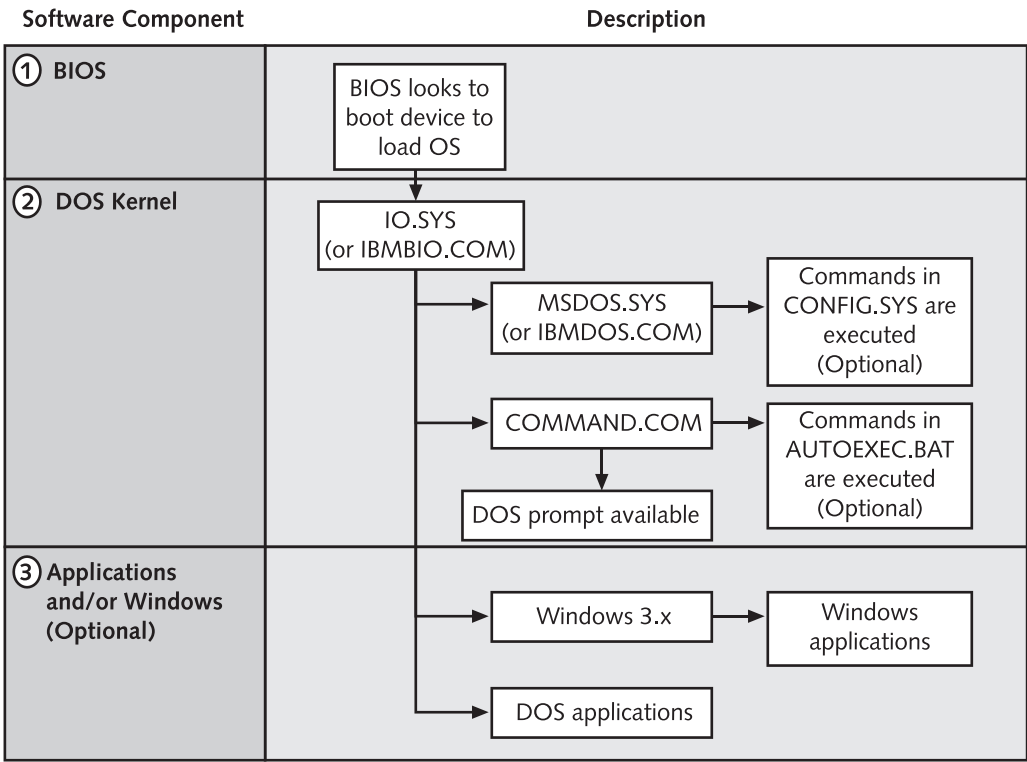 Software Component
Description
① BIOS
BIOS looks to
boot device to
load OS
② DOS Kernel
IO.SYS
(or IBMBIO.COM)
MSDOS.SYS
(or IBMDOS.COM)
Commands in
CONFIG.SYS are
executed
(Optional)
COMMAND.COM
Commands in
AUTOEXEC.BAT
are executed
(Optional)
DOS prompt available
③ Applications
and/or Windows
(Optional)
Windows 3.x
Windows
applications
DOS applications